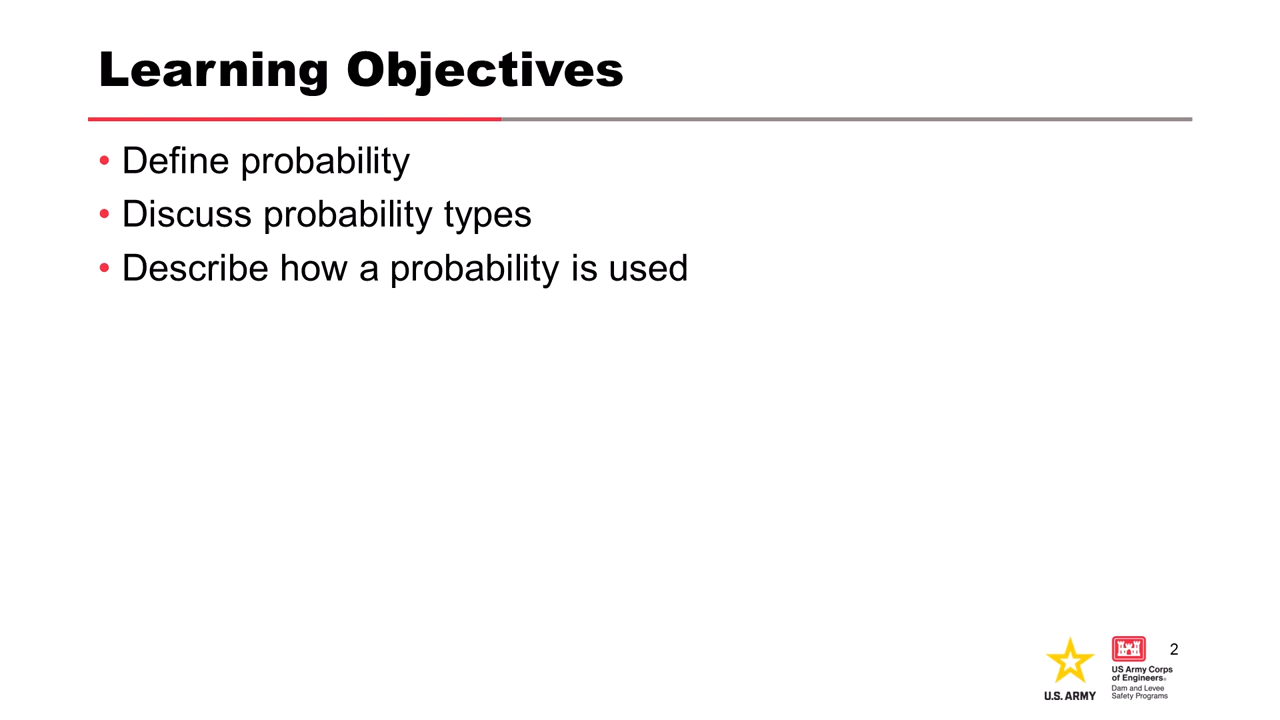 Learning Objectives
• Define probability
• Discuss probability types
• Describe how a probability is used
2
U.S. ARMY
US Army Corps
of Engineers®
Dam and Levee
Safety Programs